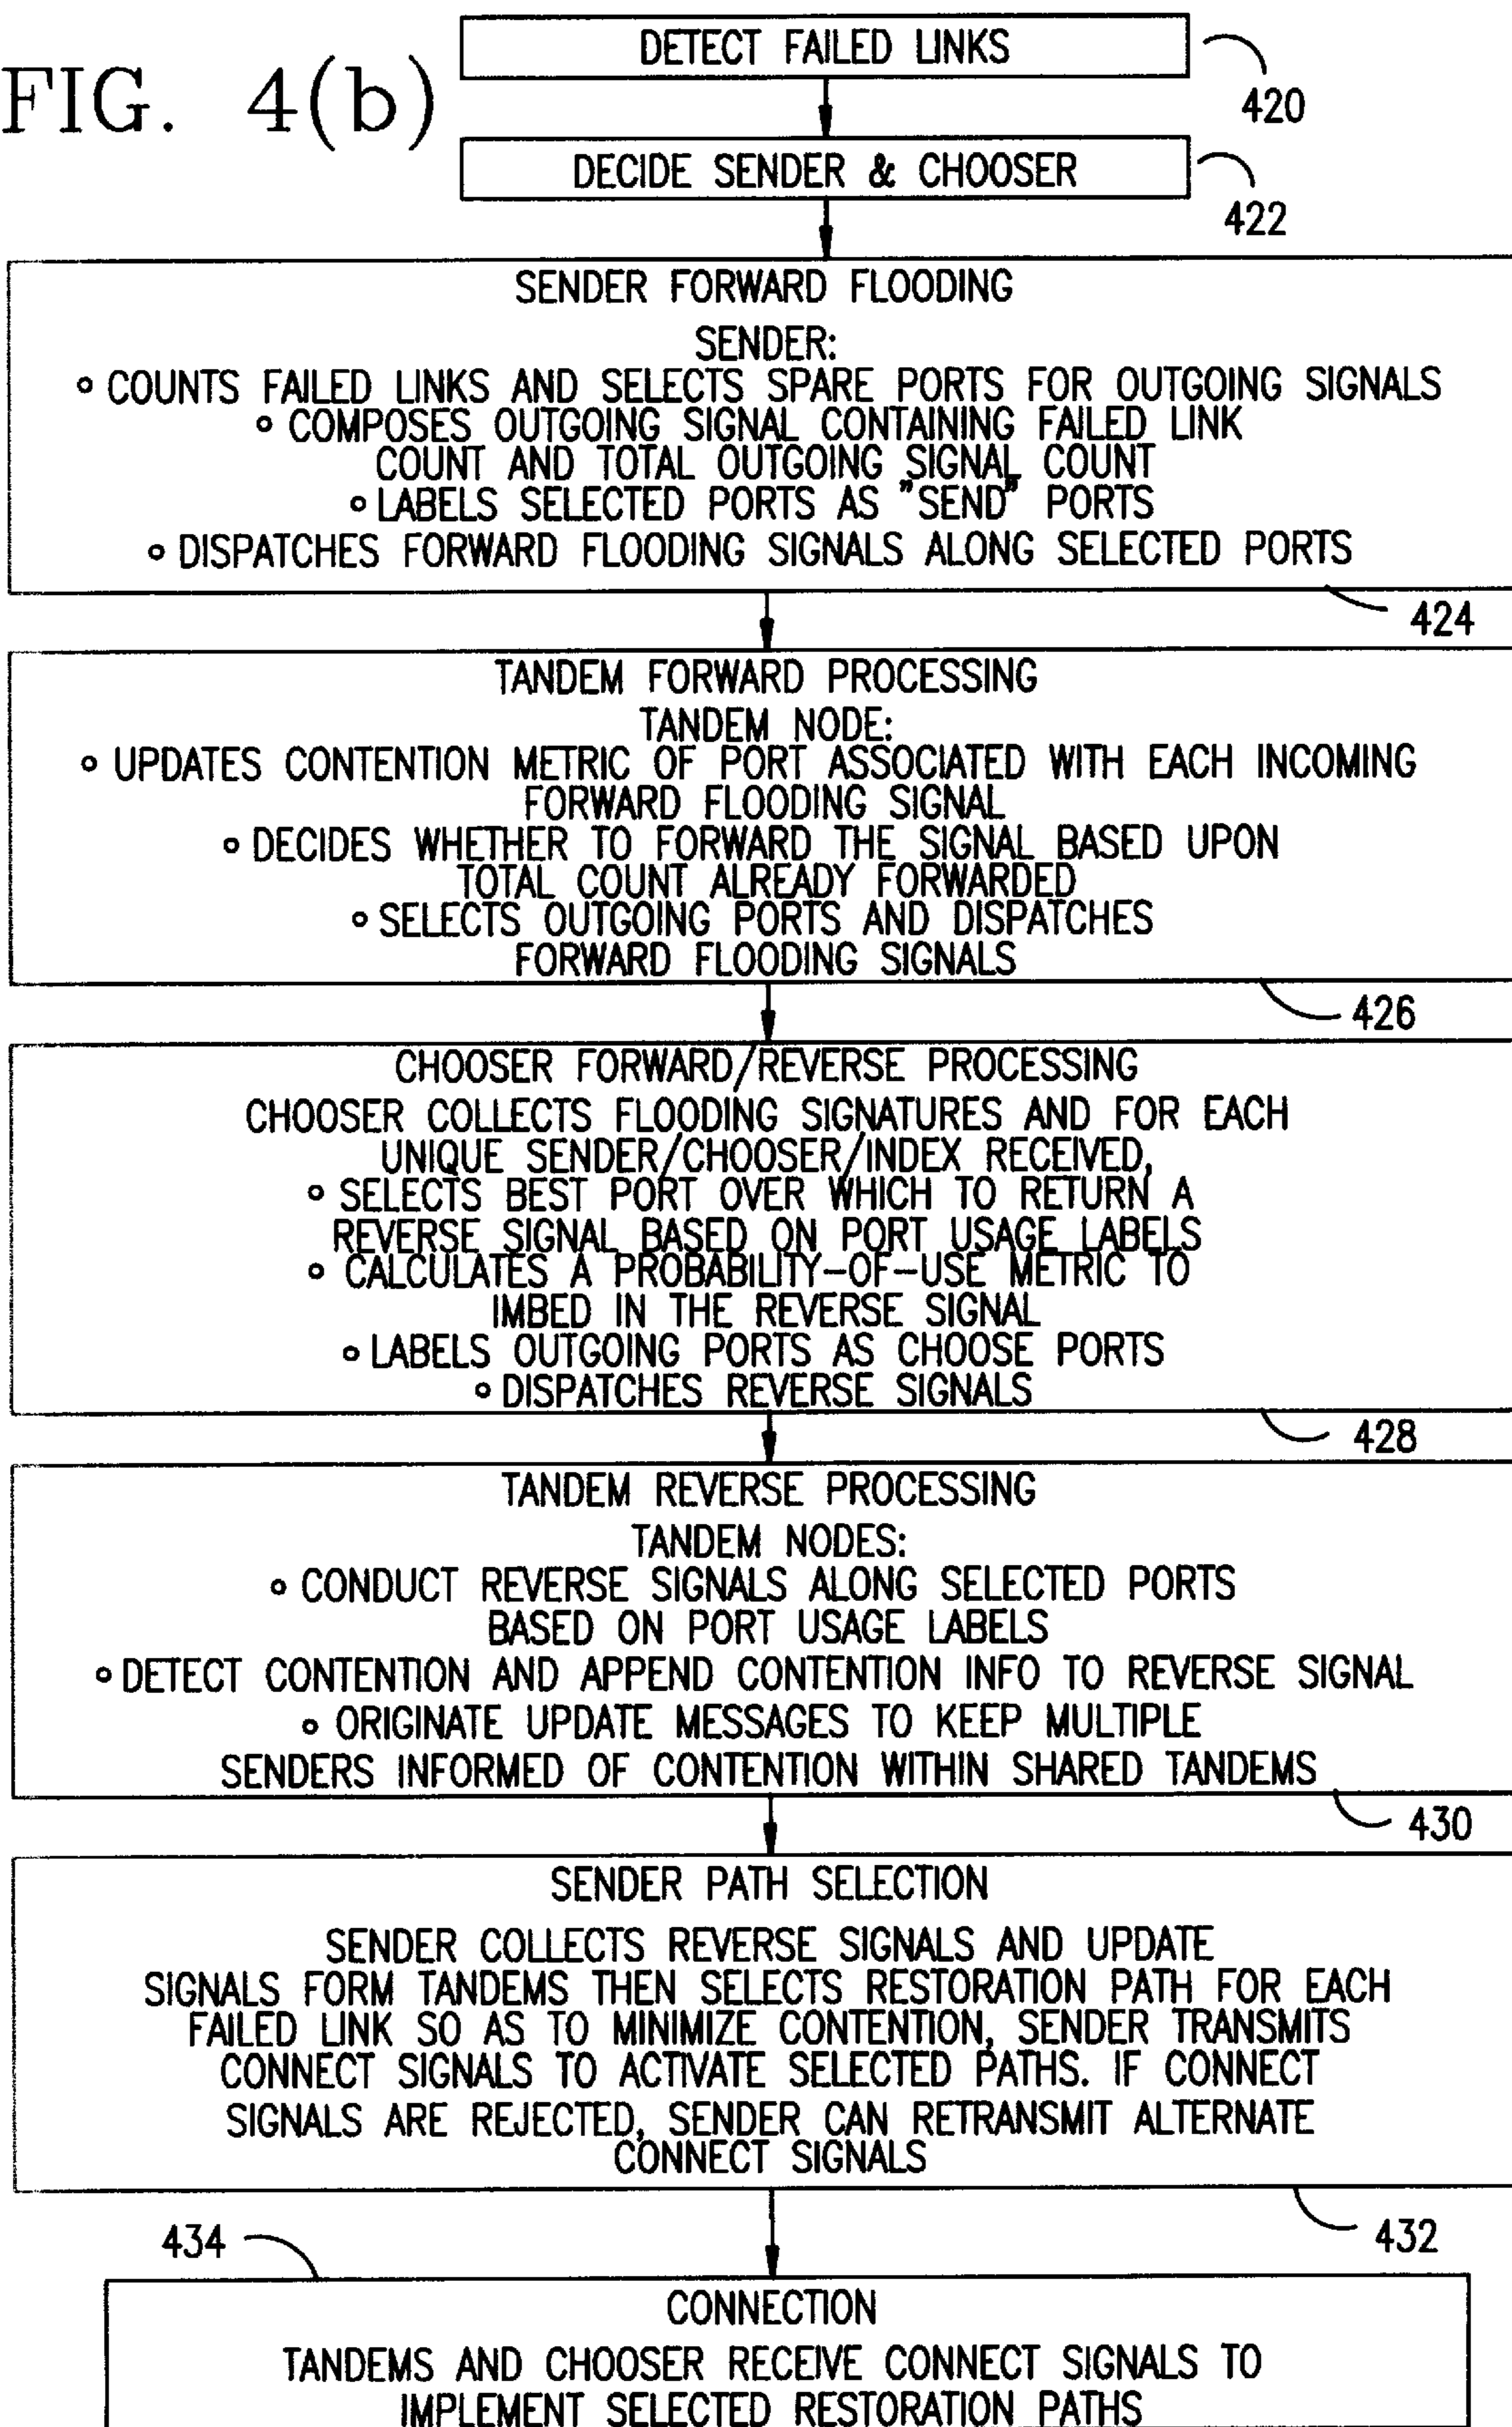 FIG. 4(b)
DETECT FAILED LINKS
420
DECIDE SENDER & CHOOSER
422
SENDER FORWARD FLOODING
SENDER:
∘ COUNTS FAILED LINKS AND SELECTS SPARE PORTS FOR OUTGOING SIGNALS
∘ COMPOSES OUTGOING SIGNAL CONTAINING FAILED LINK
COUNT AND TOTAL OUTGOING SIGNAL COUNT
∘ LABELS SELECTED PORTS AS "SEND" PORTS
∘ DISPATCHES FORWARD FLOODING SIGNALS ALONG SELECTED PORTS
424
TANDEM FORWARD PROCESSING
TANDEM NODE:
∘ UPDATES CONTENTION METRIC OF PORT ASSOCIATED WITH EACH INCOMING
FORWARD FLOODING SIGNAL
∘ DECIDES WHETHER TO FORWARD THE SIGNAL BASED UPON
TOTAL COUNT ALREADY FORWARDED
∘ SELECTS OUTGOING PORTS AND DISPATCHES
FORWARD FLOODING SIGNALS
426
CHOOSER FORWARD/REVERSE PROCESSING
CHOOSER COLLECTS FLOODING SIGNATURES AND FOR EACH
UNIQUE SENDER/CHOOSER/INDEX RECEIVED,
∘ SELECTS BEST PORT OVER WHICH TO RETURN A
REVERSE SIGNAL BASED ON PORT USAGE LABELS
∘ CALCULATES A PROBABILITY-OF-USE METRIC TO
IMBED IN THE REVERSE SIGNAL
∘ LABELS OUTGOING PORTS AS CHOOSE PORTS
∘ DISPATCHES REVERSE SIGNALS
428
TANDEM REVERSE PROCESSING
TANDEM NODES:
∘ CONDUCT REVERSE SIGNALS ALONG SELECTED PORTS
BASED ON PORT USAGE LABELS
∘ DETECT CONTENTION AND APPEND CONTENTION INFO TO REVERSE SIGNAL
∘ ORIGINATE UPDATE MESSAGES TO KEEP MULTIPLE
SENDERS INFORMED OF CONTENTION WITHIN SHARED TANDEMS
430
SENDER PATH SELECTION
SENDER COLLECTS REVERSE SIGNALS AND UPDATE
SIGNALS FORM TANDEMS THEN SELECTS RESTORATION PATH FOR EACH
FAILED LINK SO AS TO MINIMIZE CONTENTION, SENDER TRANSMITS
CONNECT SIGNALS TO ACTIVATE SELECTED PATHS. IF CONNECT
SIGNALS ARE REJECTED, SENDER CAN RETRANSMIT ALTERNATE
CONNECT SIGNALS
432
434
CONNECTION
TANDEMS AND CHOOSER RECEIVE CONNECT SIGNALS TO
IMPLEMENT SELECTED RESTORATION PATHS